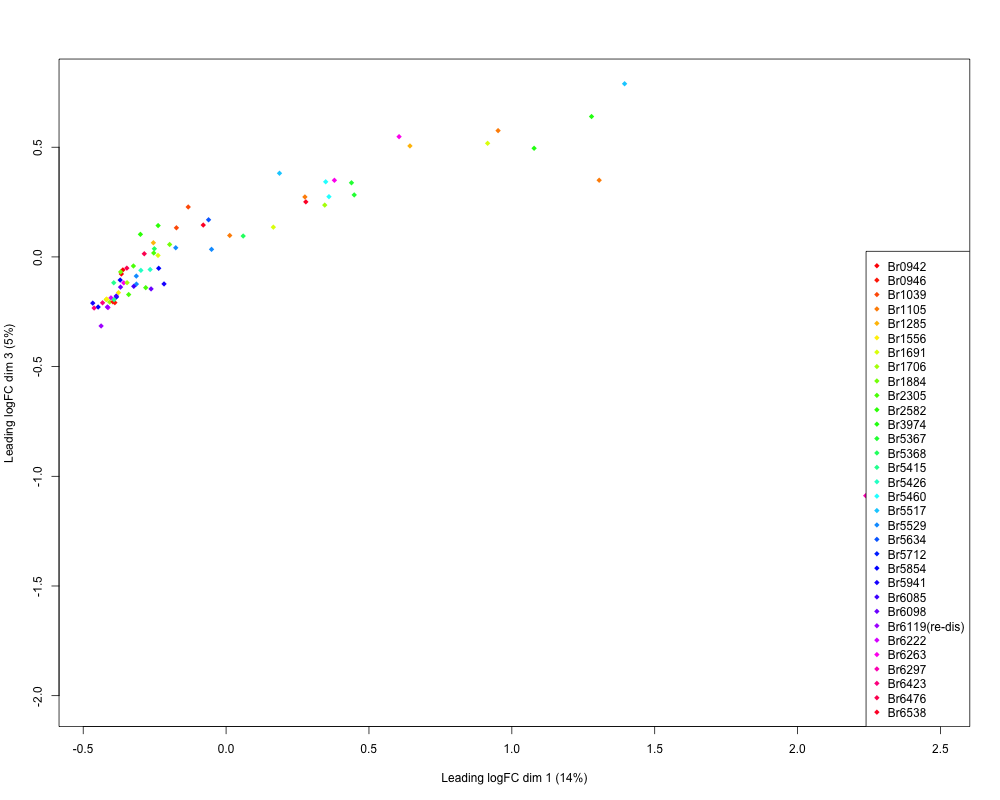 0.5
0.0
-0.5
-1.0
-1.5
-2.0
Leading logFC dim 3 (5%)
Br0942
Br0946
Br1039
Br1105
Br1285
Br1556
Br1691
Br1706
Br1884
Br2305
Br2582
Br3974
Br5367
Br5368
Br5415
Br5426
Br5460
Br5517
Br5529
Br5634
Br5712
Br5854
Br5941
Br6085
Br6098
Br6119(re-dis)
Br6222
Br6263
Br6297
Br6423
Br6476
Br6538
-0.5 0.0 0.5 1.0 1.5 2.0 2.5
Leading logFC dim 1 (14%)